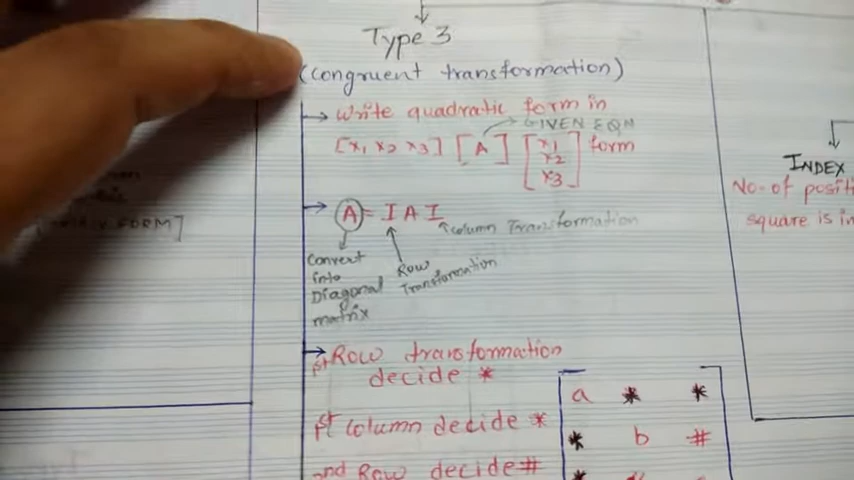 Type 3
(congruent transformation)
→ write quadratic form in
GIVEN EQN
[x1 x2 x3] [A] [x1 x2 x3] form
→ A = I A I
column Transformation
Convert
into
Diagonal
matrix
Row
Transformation
→ 1st Row transformation
decide *
1st column decide *
2nd Row decide #
a * *
* b #
*
INDEX
No. of positi
square is in
FORM]